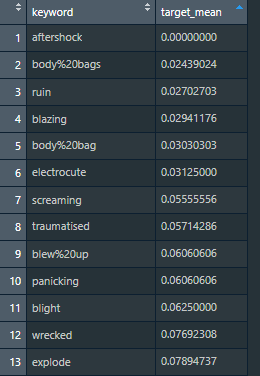 keyword target_mean
1 aftershock 0.00000000
2 body%20bags 0.02439024
3 ruin 0.02702703
4 blazing 0.02941176
5 body%20bag 0.03030303
6 electrocute 0.03125000
7 screaming 0.05555556
8 traumatised 0.05714286
9 blew%20up 0.06060606
10 panicking 0.06060606
11 blight 0.06250000
12 wrecked 0.07692308
13 explode 0.07894737